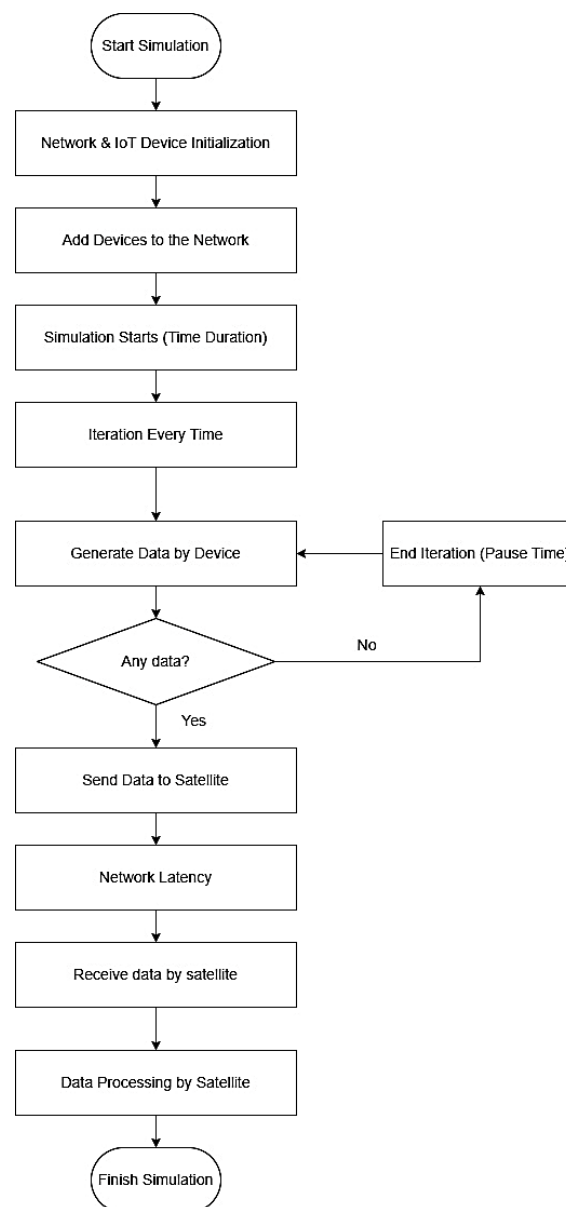 Start Simulation
Network & IoT Device Initialization
Add Devices to the Network
Simulation Starts (Time Duration)
Iteration Every Time
Generate Data by Device
End Iteration (Pause Time)
Any data?
No
Yes
Send Data to Satellite
Network Latency
Receive data by satellite
Data Processing by Satellite
Finish Simulation